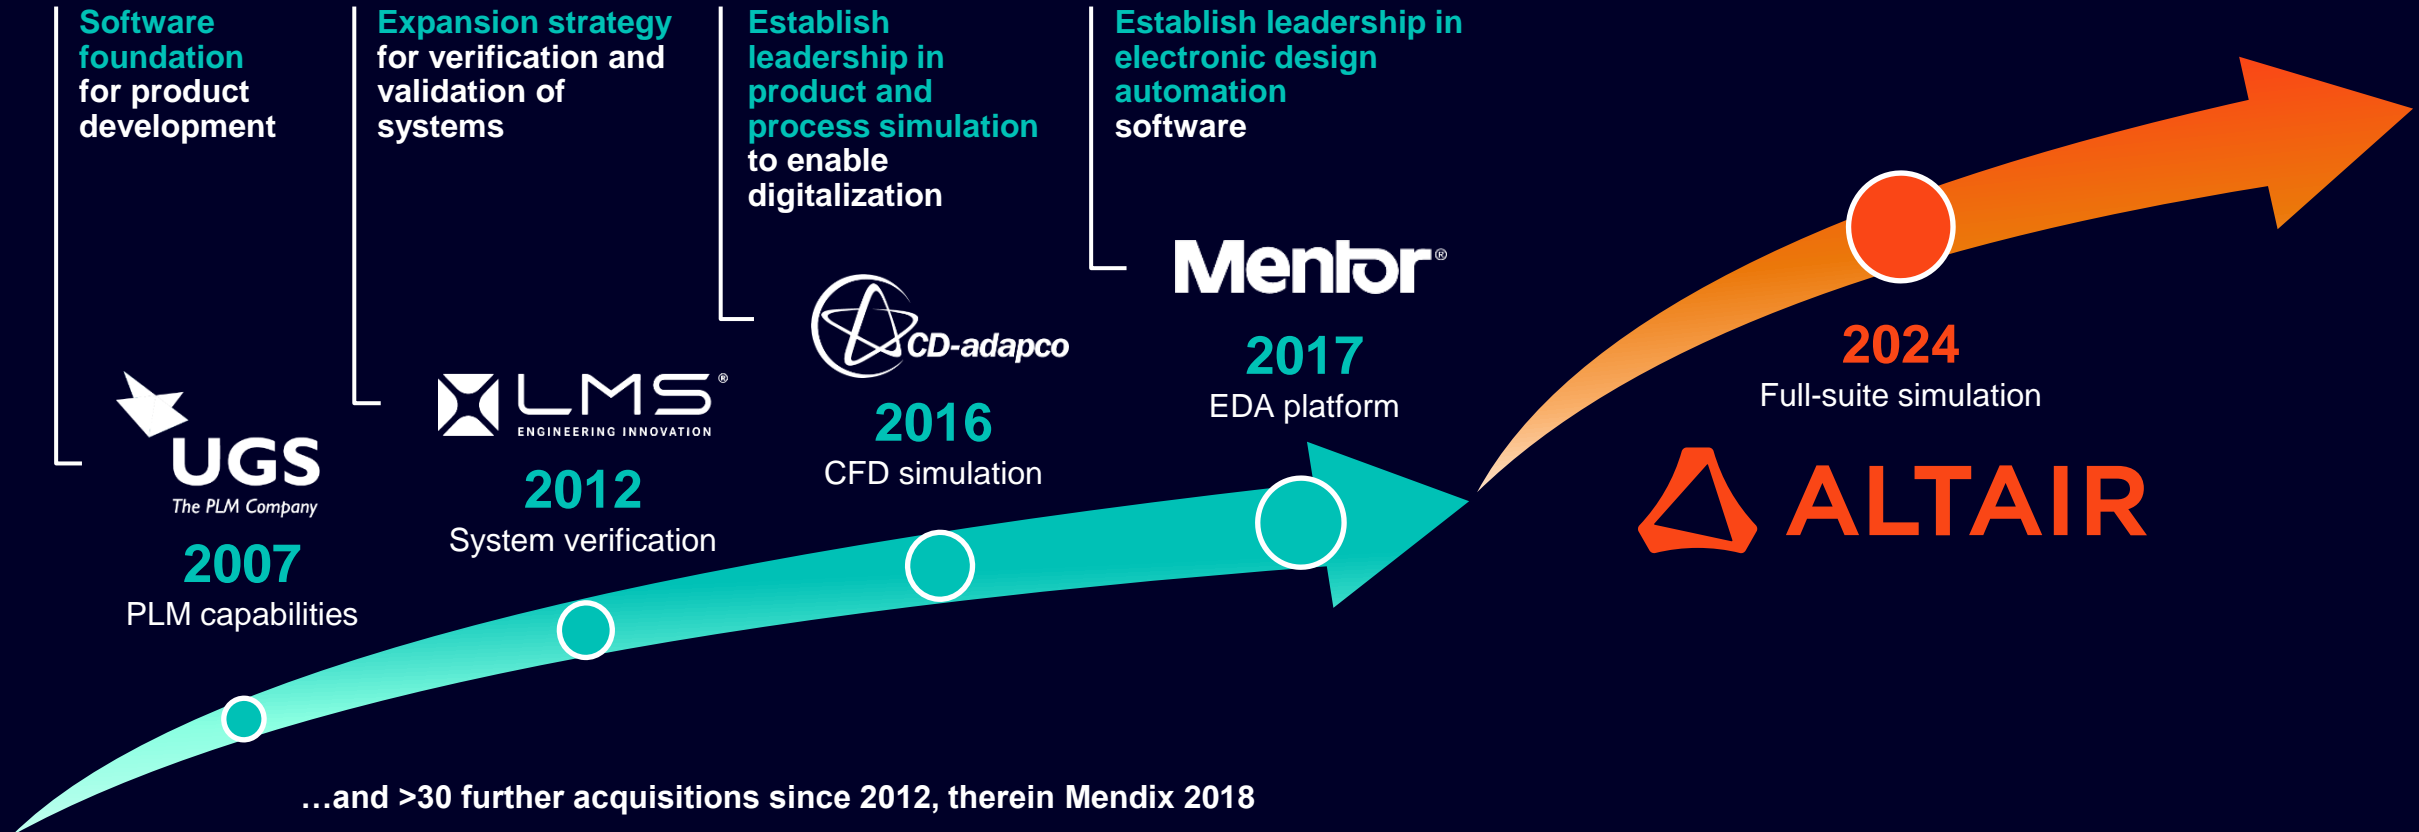 Software
foundation
for product
development
Expansion strategy
for verification and
validation of
systems
Establish
leadership in
product and
process simulation
to enable
digitalization
Establish leadership in
electronic design
automation
software
UGS
The PLM Company
2007
PLM capabilities
LMS®
ENGINEERING INNOVATION
2012
System verification
CD-adapco
2016
CFD simulation
Mentor®
2017
EDA platform
2024
Full-suite simulation
ALTAIR
…and >30 further acquisitions since 2012, therein Mendix 2018